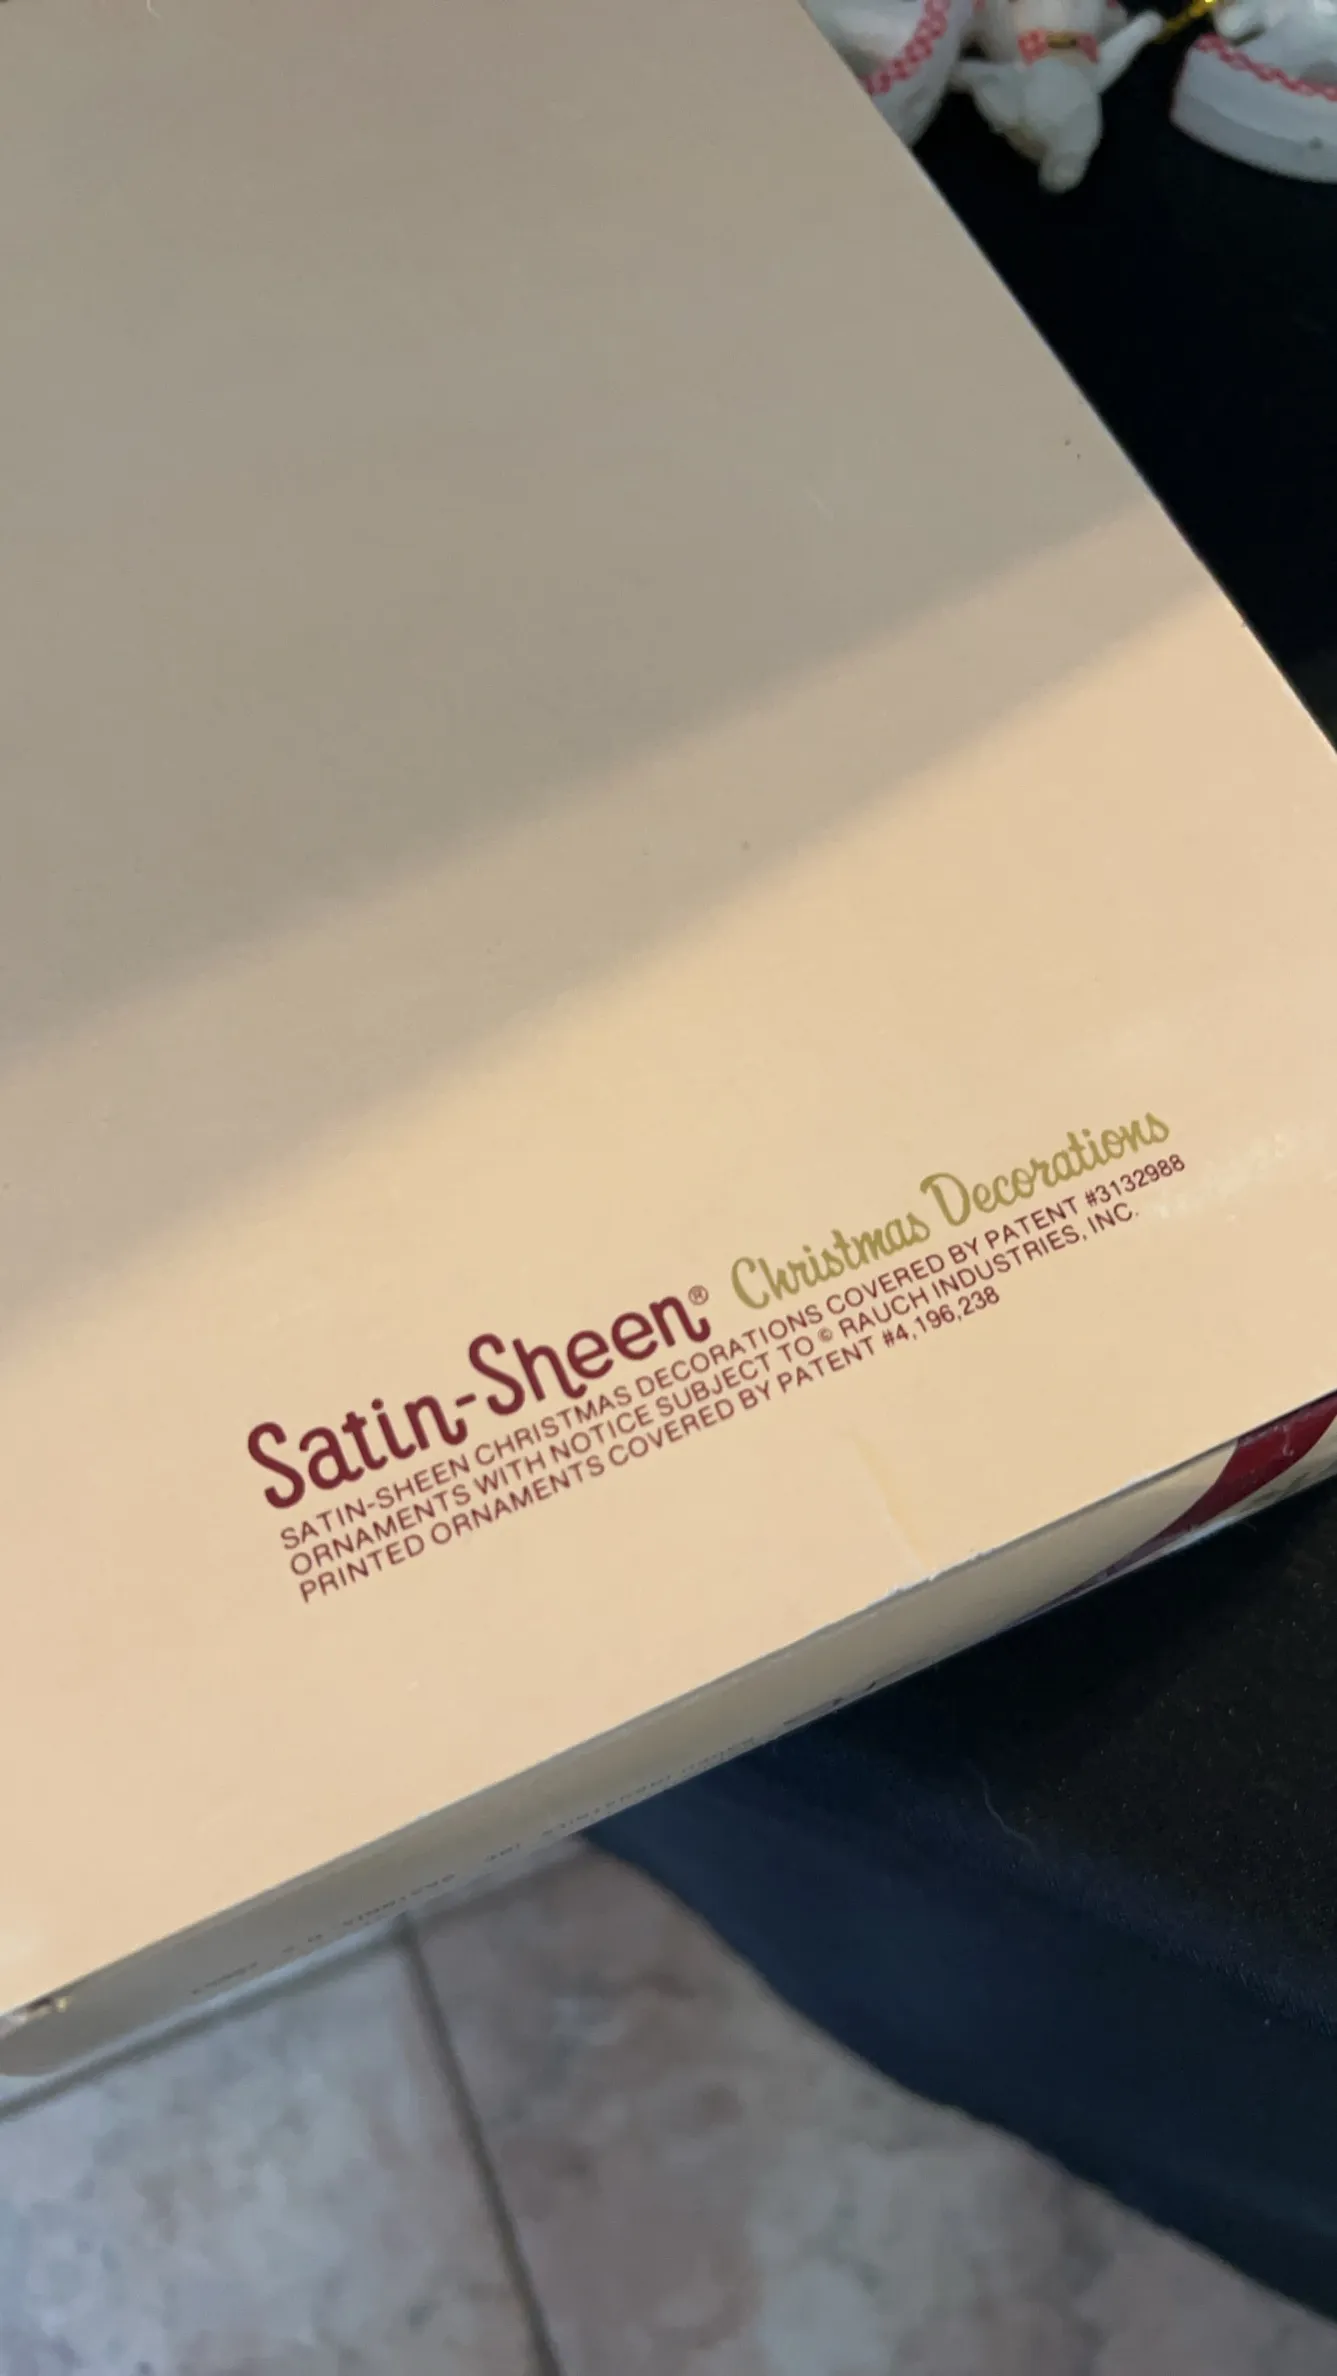 Satin-Sheen® Christmas Decorations
SATIN-SHEEN CHRISTMAS DECORATIONS COVERED BY PATENT #3132988
ORNAMENTS WITH NOTICE SUBJECT TO © RAUCH INDUSTRIES, INC.
PRINTED ORNAMENTS COVERED BY PATENT #4,196,238